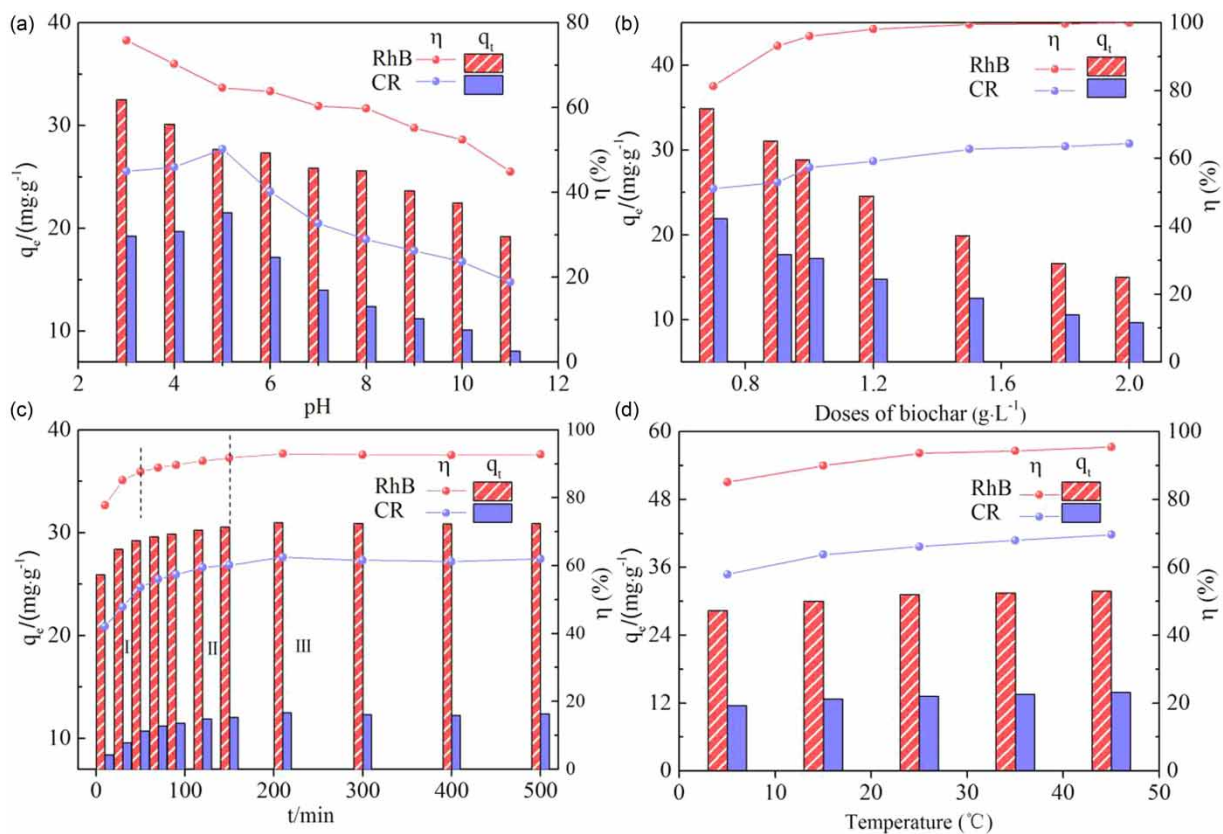 (a)
40
30
20
10
qe/(mg·g-1)
η qt
RhB
CR
80
60
40
20
0
η (%)
2 4 6 8 10 12
pH
(b)
40
30
20
10
qe/(mg·g-1)
η qt
RhB
CR
100
80
60
40
20
0
η (%)
0.8 1.2 1.6 2.0
Doses of biochar (g·L-1)
(c)
40
30
20
10
qe/(mg·g-1)
η qt
RhB
CR
I II III
100
80
60
40
20
0
η (%)
0 100 200 300 400 500
t/min
(d)
60
48
36
24
12
0
qe/(mg·g-1)
η qt
RhB
CR
100
80
60
40
20
0
η (%)
0 10 20 30 40 50
Temperature (℃)